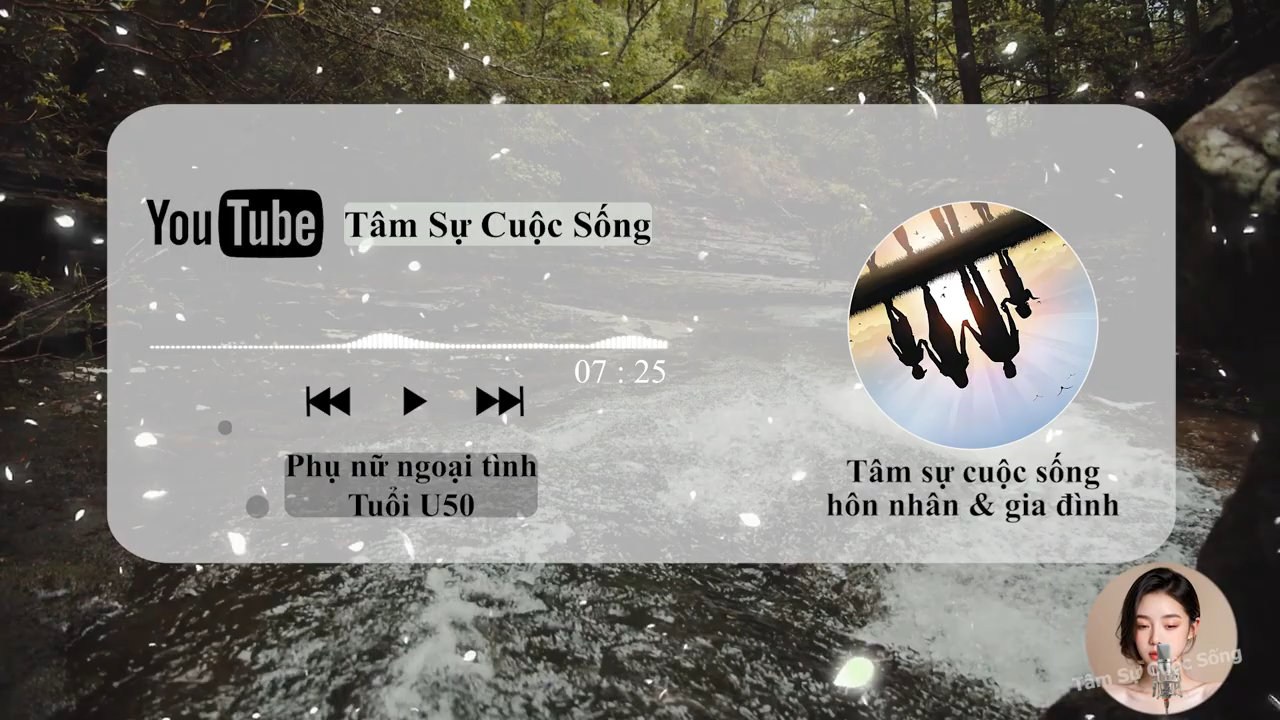 YouTube
Tâm Sự Cuộc Sống
07 : 25
Phụ nữ ngoại tình
Tuổi U50
Tâm sự cuộc sống
hôn nhân & gia đình
Tâm Sự Cuộc Sống